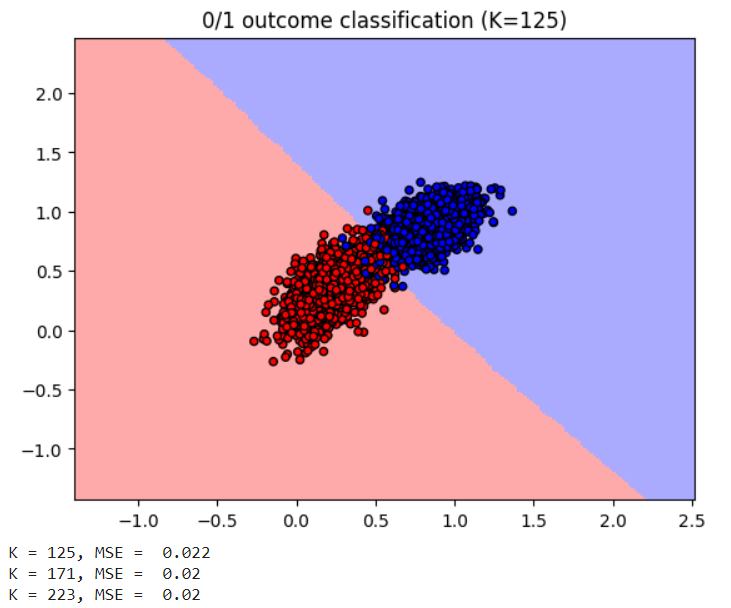 0/1 outcome classification (K=125)
2.0
1.5
1.0
0.5
0.0
−0.5
−1.0
−1.0 −0.5 0.0 0.5 1.0 1.5 2.0 2.5
K = 125, MSE =  0.022
K = 171, MSE =  0.02
K = 223, MSE =  0.02